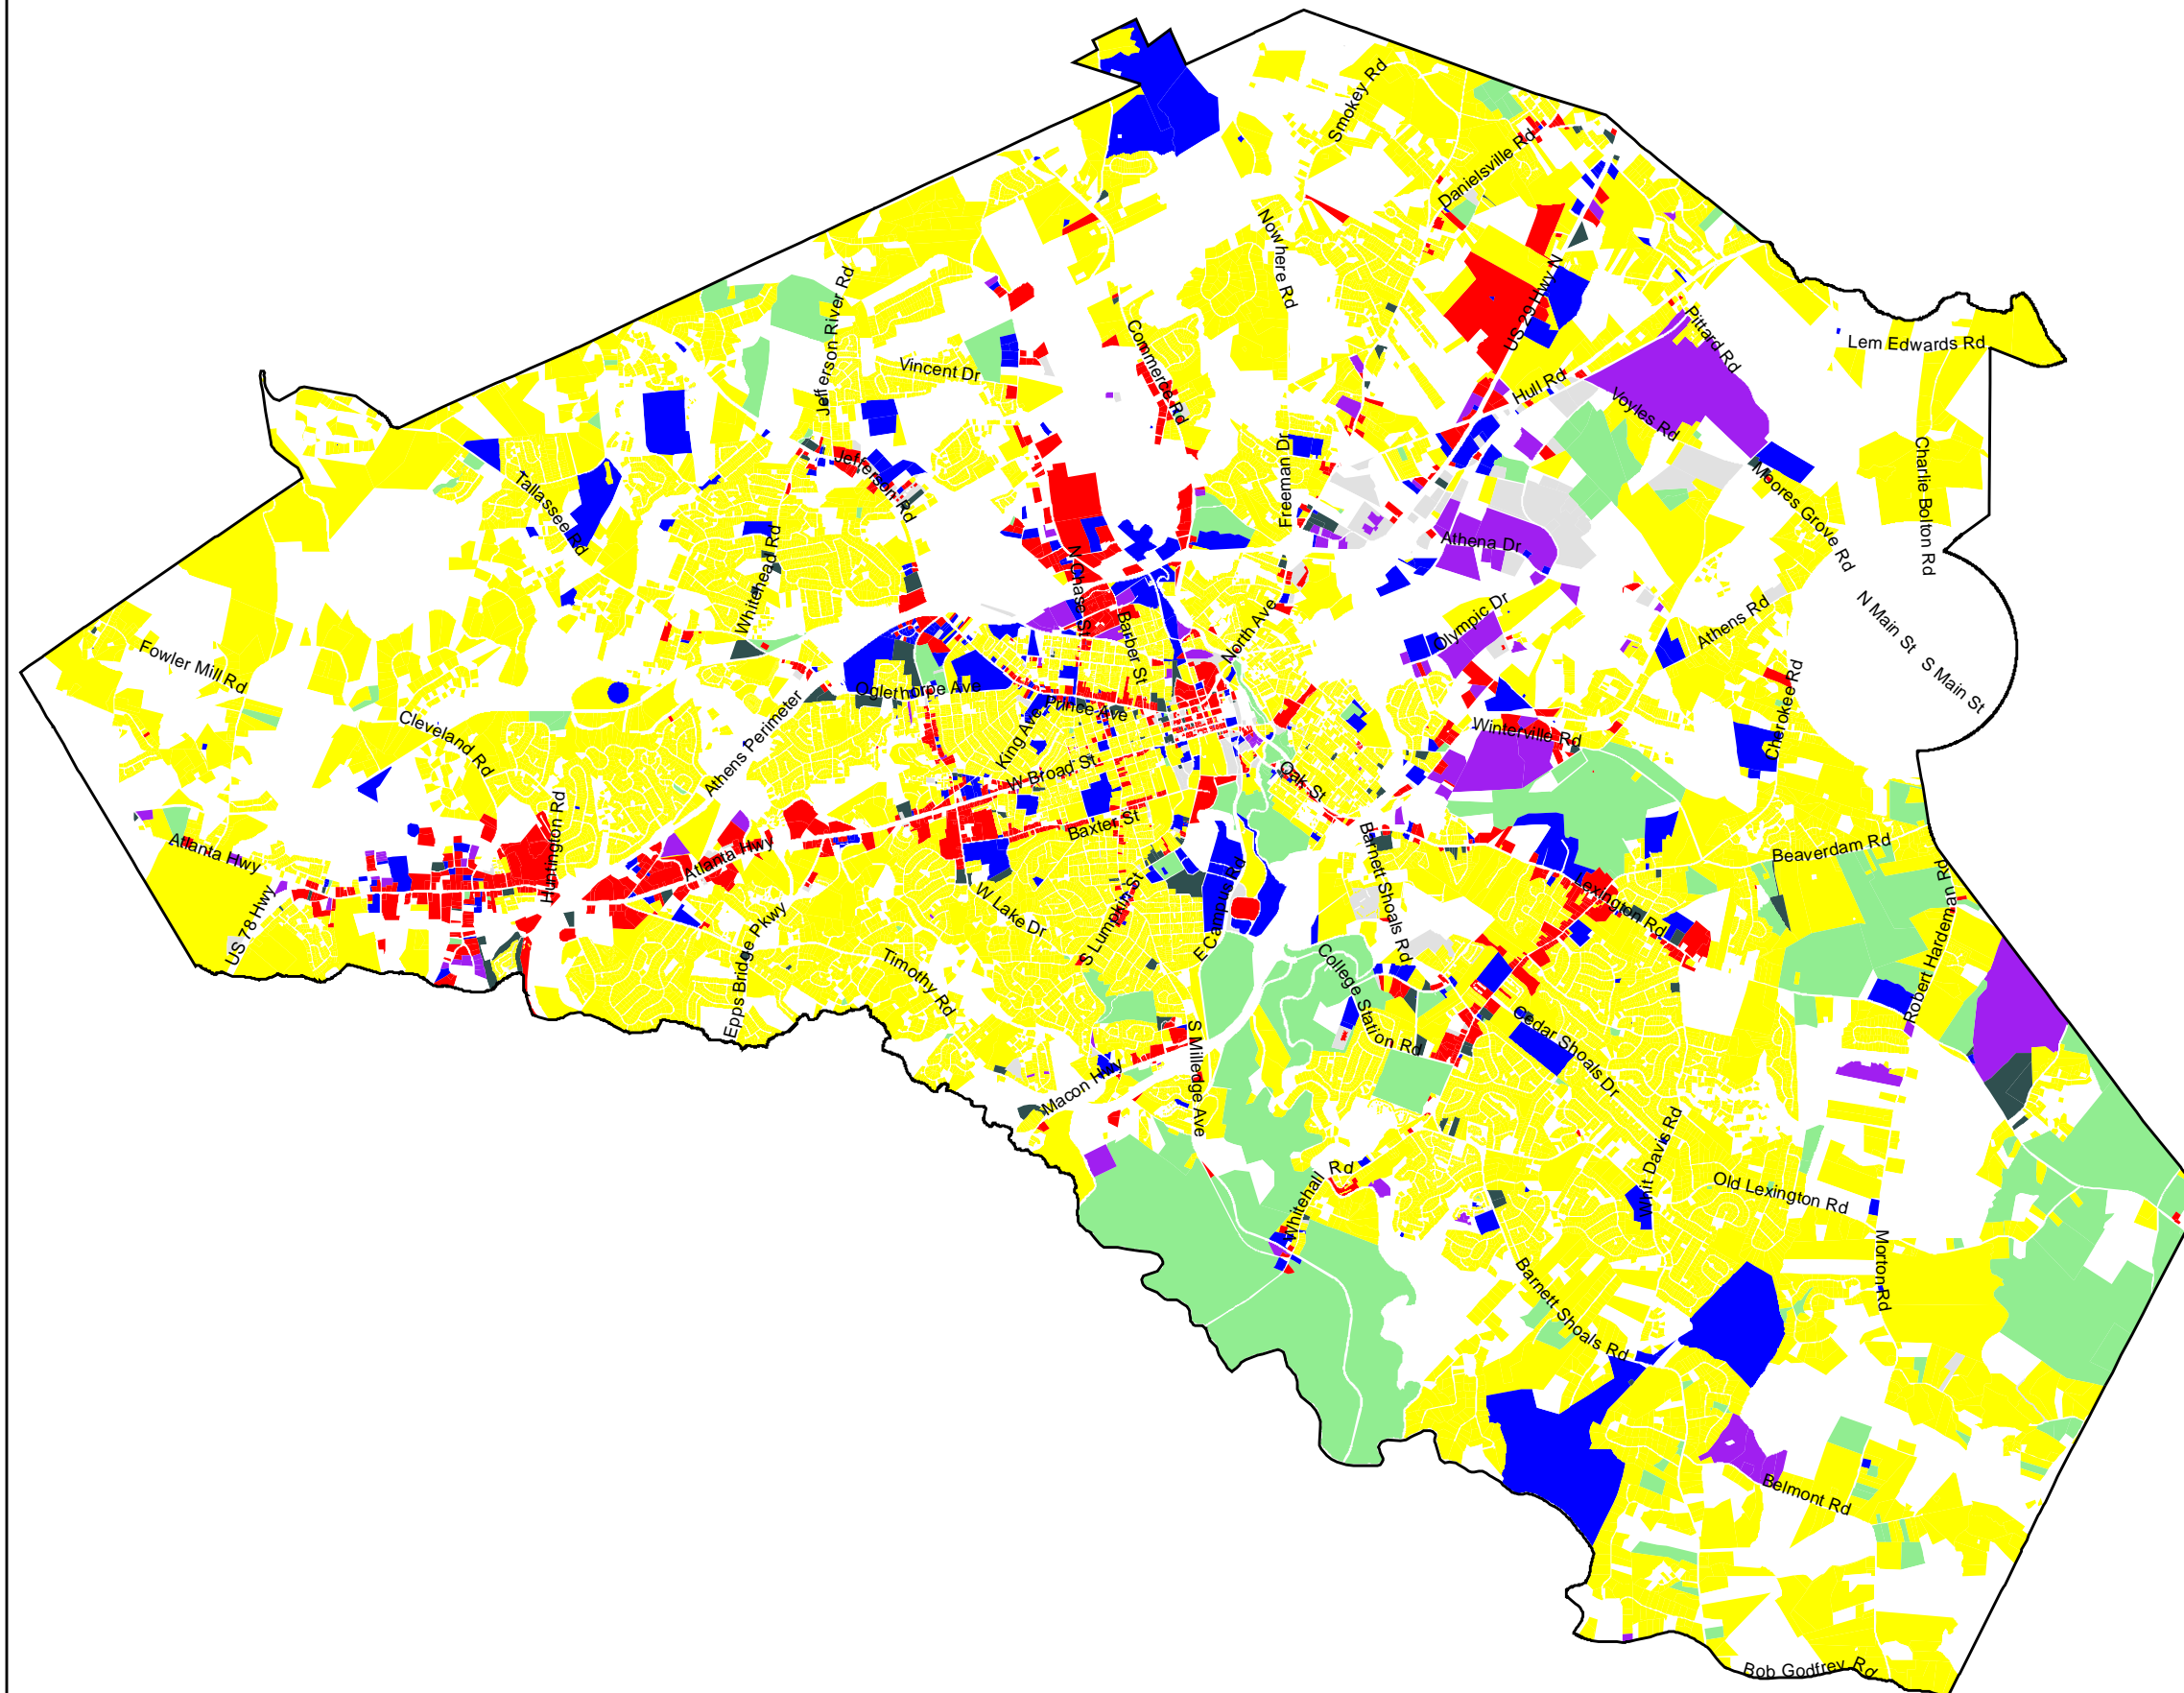 Smokey Rd
Danielsville Rd
Nowhere Rd
Jefferson River Rd
US 29 Hwy N
Commerce Rd
Pittard Rd
Lem Edwards Rd
Vincent Dr
Hull Rd
Voyles Rd
Jefferson Rd
Freeman Dr
Tallassee Rd
Moores Grove Rd
Charlie Bolton Rd
Whitehead Rd
N Chase St
Athena Dr
Barber St
North Ave
Olympic Dr
Athens Rd
N Main St
S Main St
Fowler Mill Rd
Oglethorpe Ave
Prince Ave
Cleveland Rd
Athens Perimeter
King Ave
W Broad St
Winterville Rd
Cherokee Rd
Oak St
Baxter St
Atlanta Hwy
Huntington Rd
Atlanta Hwy
Barnett Shoals Rd
Beaverdam Rd
US 78 Hwy
W Lake Dr
S Lumpkin St
E Campus Rd
Lexington Rd
Robert Hardeman Rd
Epps Bridge Pkwy
Timothy Rd
College Station Rd
Cedar Shoals Dr
Macon Hwy
S Milledge Ave
Whitehall Rd
Whit Davis Rd
Old Lexington Rd
Morton Rd
Barnett Shoals Rd
Belmont Rd
Bob Godfrey Rd